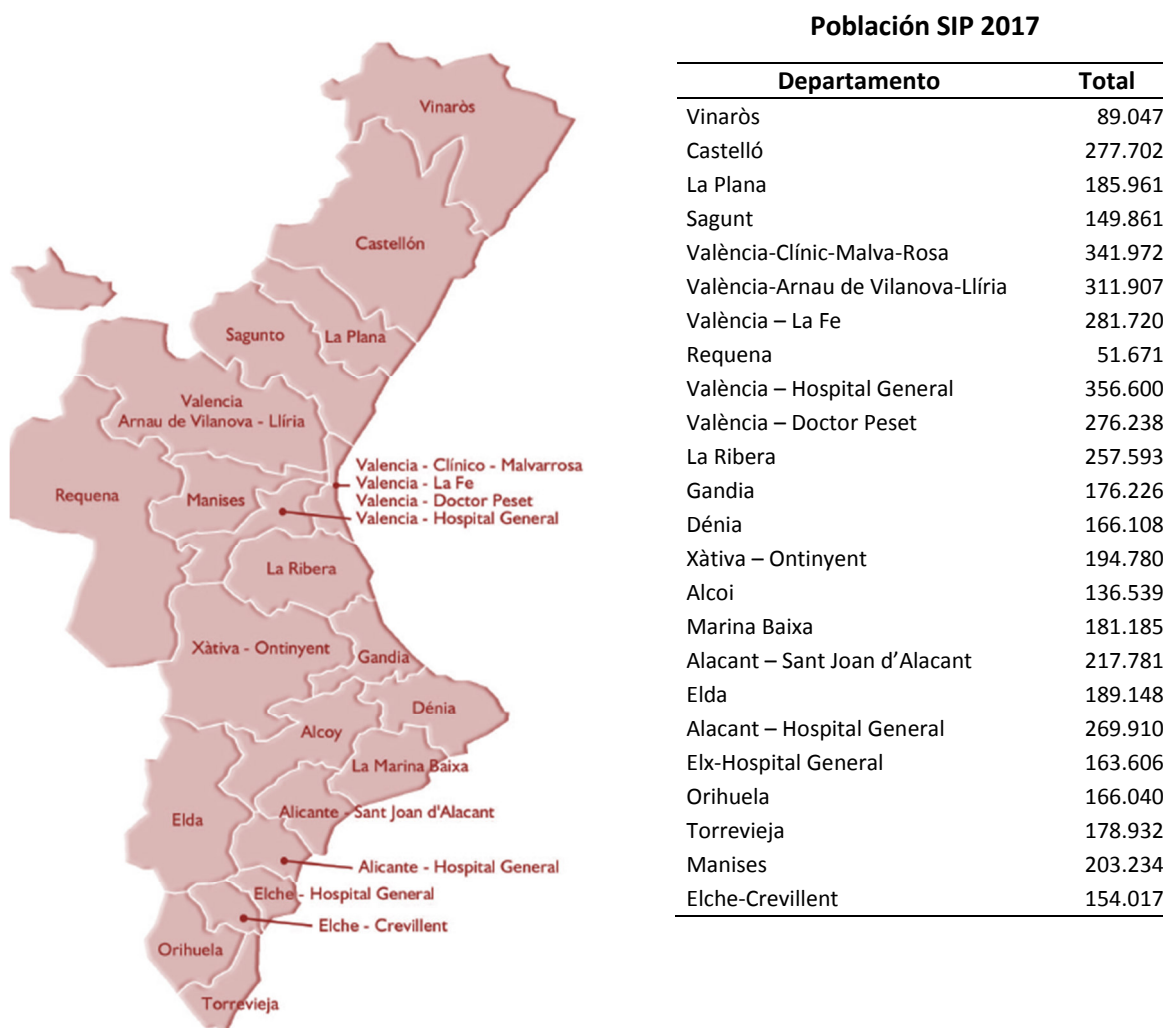 Vinaròs
Castellón
Sagunto
La Plana
Valencia
Arnau de Vilanova - Llíria
Requena
Manises
Valencia - Clínico - Malvarrosa
Valencia - La Fe
Valencia - Doctor Peset
Valencia - Hospital General
La Ribera
Xàtiva - Ontinyent
Gandia
Dénia
Alcoy
La Marina Baixa
Elda
Alicante - Sant Joan d'Alacant
Alicante - Hospital General
Elche - Hospital General
Elche - Crevillent
Orihuela
Torrevieja
Población SIP 2017
Departamento Total
Vinaròs 89.047
Castelló 277.702
La Plana 185.961
Sagunt 149.861
València-Clínic-Malva-Rosa 341.972
València-Arnau de Vilanova-Llíria 311.907
València – La Fe 281.720
Requena 51.671
València – Hospital General 356.600
València – Doctor Peset 276.238
La Ribera 257.593
Gandia 176.226
Dénia 166.108
Xàtiva – Ontinyent 194.780
Alcoi 136.539
Marina Baixa 181.185
Alacant – Sant Joan d’Alacant 217.781
Elda 189.148
Alacant – Hospital General 269.910
Elx-Hospital General 163.606
Orihuela 166.040
Torrevieja 178.932
Manises 203.234
Elche-Crevillent 154.017